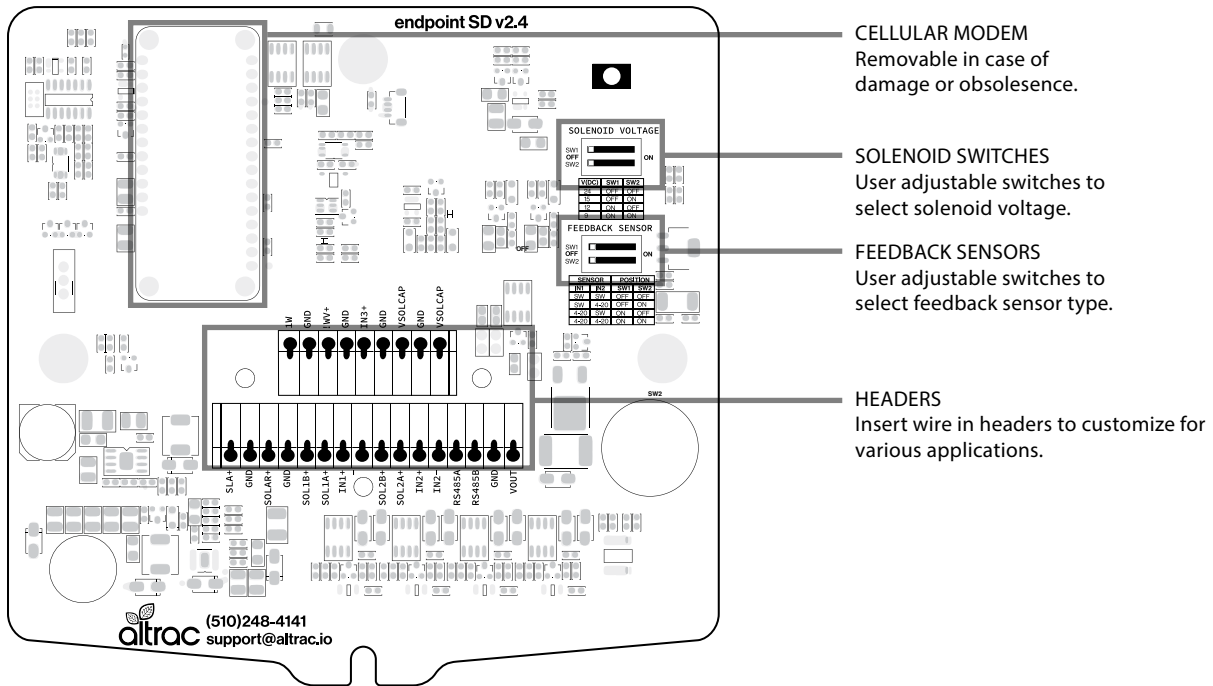 endpoint SD v2.4
CELLULAR MODEM
Removable in case of
damage or obsolesence.
SOLENOID VOLTAGE
SW1
OFF
SW2
ON
SOLENOID SWITCHES
User adjustable switches to
select solenoid voltage.
V(DC) SW1 SW2
24 OFF OFF
15 OFF ON
12 ON OFF
9 ON ON
FEEDBACK SENSOR
SW1
OFF
SW2
ON
OFF
FEEDBACK SENSORS
User adjustable switches to
select feedback sensor type.
SENSOR POSITION
IN1 IN2 SW1 SW2
SW SW OFF OFF
SW 4-20 OFF ON
4-20 SW ON OFF
4-20 4-20 ON ON
1W
GND
!WV+
GND
IN3+
GND
VSOLCAP
GND
VSOLCAP
SW2
HEADERS
Insert wire in headers to customize for
various applications.
SLA+
GND
SOLAR+
GND
SOL1B+
SOL1A+
IN1+
SOL2B+
SOL2A+
IN2+
IN2-
RS485A
RS485B
GND
VOUT
altrac
(510)248-4141
support@altrac.io